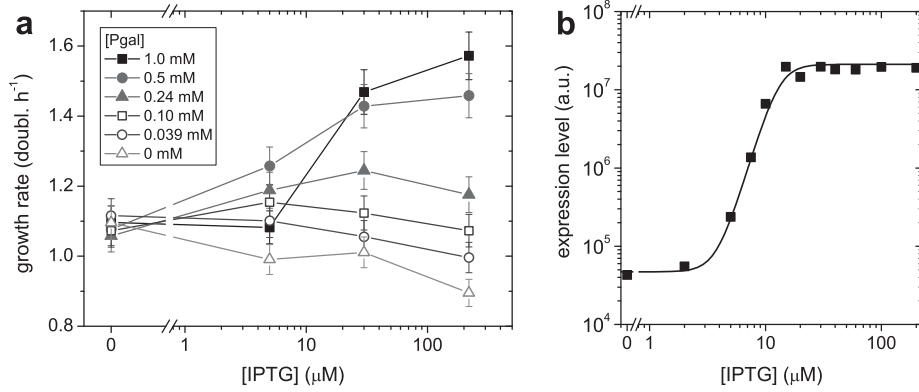 a
growth rate (doubl. h⁻¹)
1.6
1.4
1.2
1.0
0.8
[Pgal]
1.0 mM
0.5 mM
0.24 mM
0.10 mM
0.039 mM
0 mM
0 1 10 100
[IPTG] (μM)
b
expression level (a.u.)
10⁸
10⁷
10⁶
10⁵
10⁴
0 1 10 100
[IPTG] (μM)